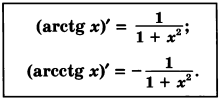 (arctg x)′ = 1/(1 + x²);
(arcctg x)′ = −1/(1 + x²).